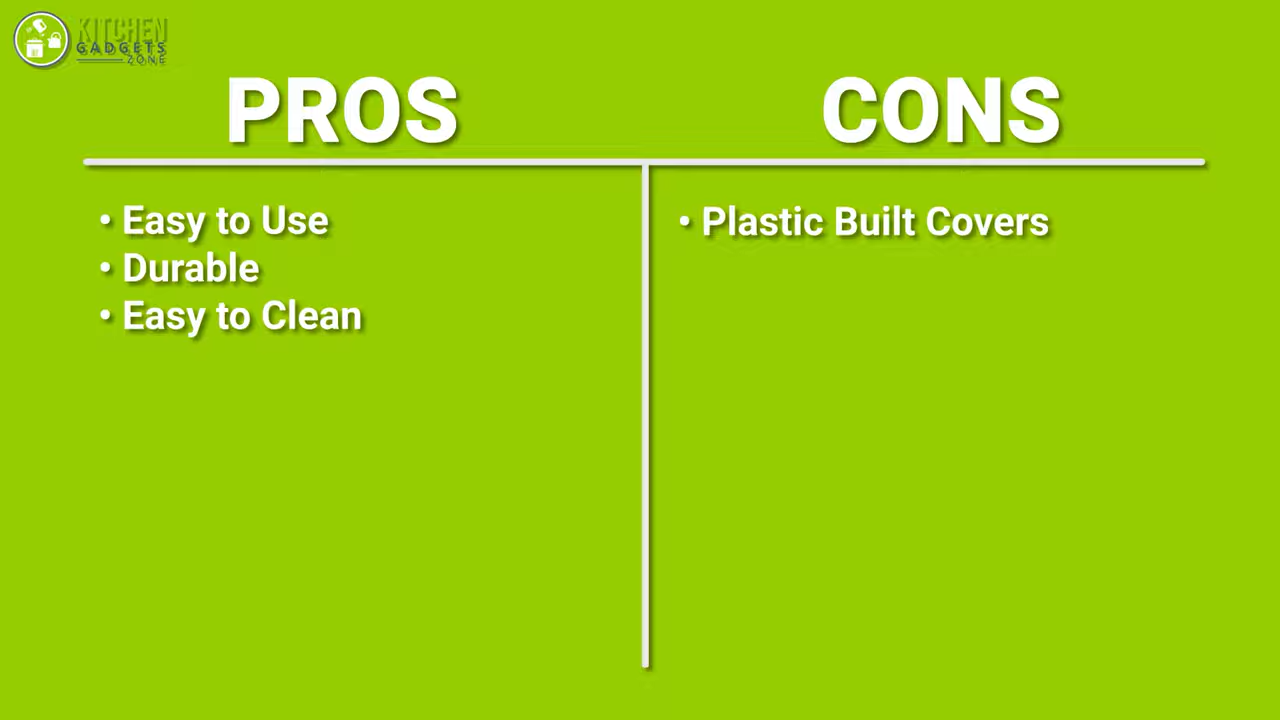 KITCHEN
GADGETS
ZONE
PROS
CONS
• Easy to Use
• Durable
• Easy to Clean
• Plastic Built Covers